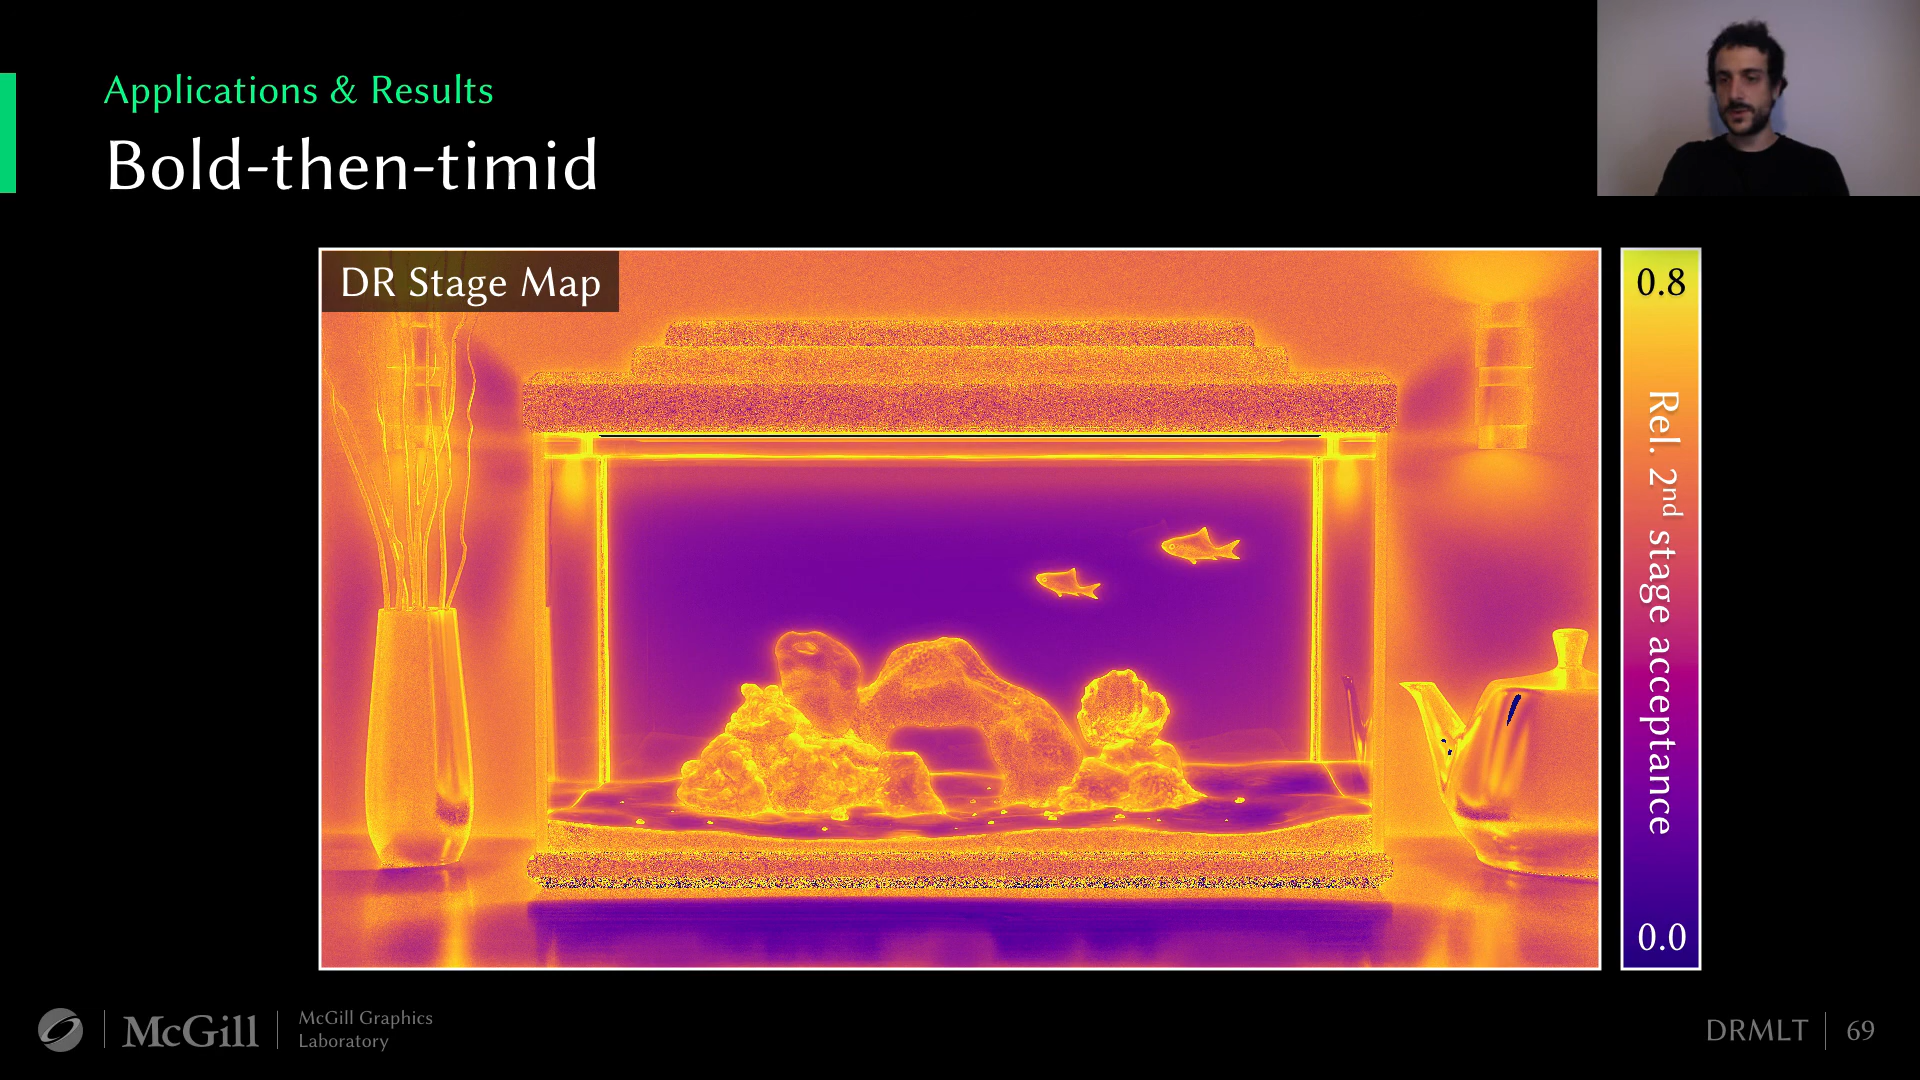 Applications & Results
Bold-then-timid
DR Stage Map
0.8
Rel. 2nd stage acceptance
0.0
McGill
McGill Graphics
Laboratory
DRMLT
69